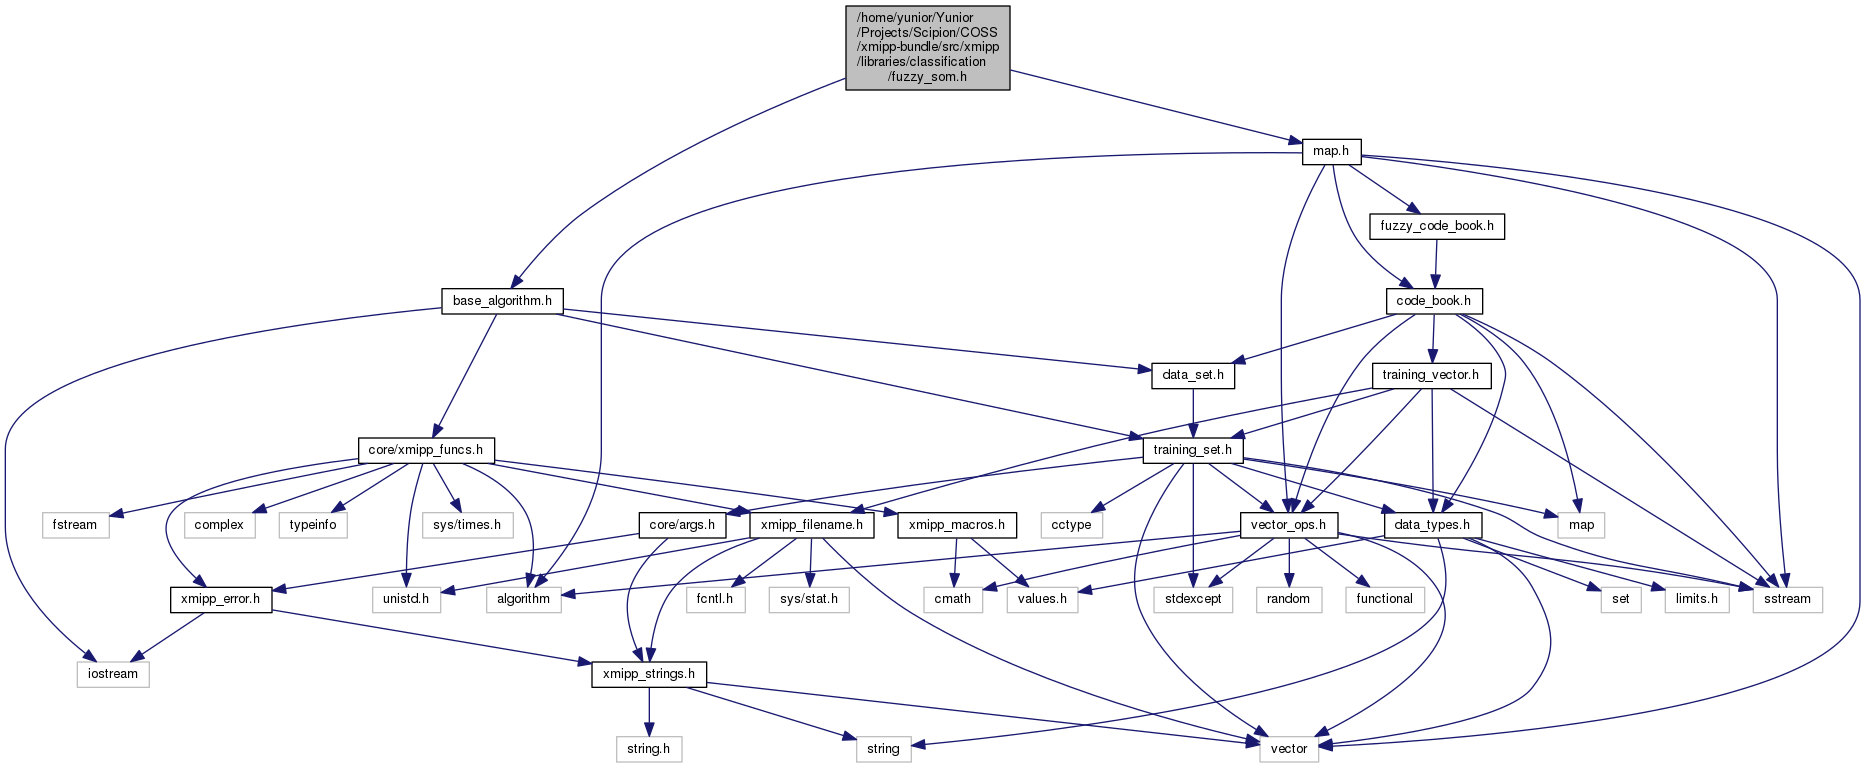 /home/yunior/Yunior
/Projects/Scipion/COSS
/xmipp-bundle/src/xmipp
/libraries/classification
/fuzzy_som.h
map.h
fuzzy_code_book.h
base_algorithm.h
code_book.h
data_set.h
training_vector.h
core/xmipp_funcs.h
training_set.h
fstream
complex
typeinfo
sys/times.h
core/args.h
xmipp_filename.h
xmipp_macros.h
cctype
vector_ops.h
data_types.h
map
xmipp_error.h
unistd.h
algorithm
fcntl.h
sys/stat.h
cmath
values.h
stdexcept
random
functional
set
limits.h
sstream
iostream
xmipp_strings.h
string.h
string
vector